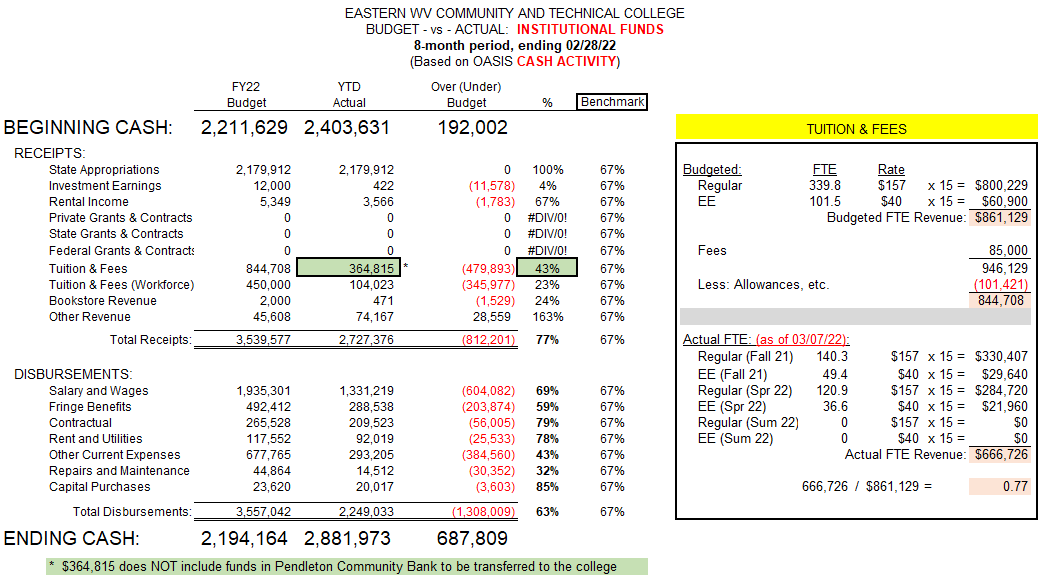 EASTERN WV COMMUNITY AND TECHNICAL COLLEGE
BUDGET - vs - ACTUAL: INSTITUTIONAL FUNDS
8-month period, ending 02/28/22
(Based on OASIS CASH ACTIVITY)
FY22 YTD Over (Under)
Budget Actual Budget % Benchmark
BEGINNING CASH: 2,211,629 2,403,631 192,002
RECEIPTS:
State Appropriations 2,179,912 2,179,912 0 100% 67%
Investment Earnings 12,000 422 (11,578) 4% 67%
Rental Income 5,349 3,566 (1,783) 67% 67%
Private Grants & Contracts 0 0 0 #DIV/0! 67%
State Grants & Contracts 0 0 0 #DIV/0! 67%
Federal Grants & Contracts 0 0 0 #DIV/0! 67%
Tuition & Fees 844,708 364,815 * (479,893) 43% 67%
Tuition & Fees (Workforce) 450,000 104,023 (345,977) 23% 67%
Bookstore Revenue 2,000 471 (1,529) 24% 67%
Other Revenue 45,608 74,167 28,559 163% 67%
Total Receipts: 3,539,577 2,727,376 (812,201) 77% 67%
DISBURSEMENTS:
Salary and Wages 1,935,301 1,331,219 (604,082) 69% 67%
Fringe Benefits 492,412 288,538 (203,874) 59% 67%
Contractual 265,528 209,523 (56,005) 79% 67%
Rent and Utilities 117,552 92,019 (25,533) 78% 67%
Other Current Expenses 677,765 293,205 (384,560) 43% 67%
Repairs and Maintenance 44,864 14,512 (30,352) 32% 67%
Capital Purchases 23,620 20,017 (3,603) 85% 67%
Total Disbursements: 3,557,042 2,249,033 (1,308,009) 63% 67%
ENDING CASH: 2,194,164 2,881,973 687,809
* $364,815 does NOT include funds in Pendleton Community Bank to be transferred to the college
TUITION & FEES
Budgeted: FTE Rate
Regular 339.8 $157 x 15 = $800,229
EE 101.5 $40 x 15 = $60,900
Budgeted FTE Revenue: $861,129
Fees 85,000
946,129
Less: Allowances, etc. (101,421)
844,708
Actual FTE: (as of 03/07/22):
Regular (Fall 21) 140.3 $157 x 15 = $330,407
EE (Fall 21) 49.4 $40 x 15 = $29,640
Regular (Spr 22) 120.9 $157 x 15 = $284,720
EE (Spr 22) 36.6 $40 x 15 = $21,960
Regular (Sum 22) 0 $157 x 15 = $0
EE (Sum 22) 0 $40 x 15 = $0
Actual FTE Revenue: $666,726
666,726 / $861,129 = 0.77